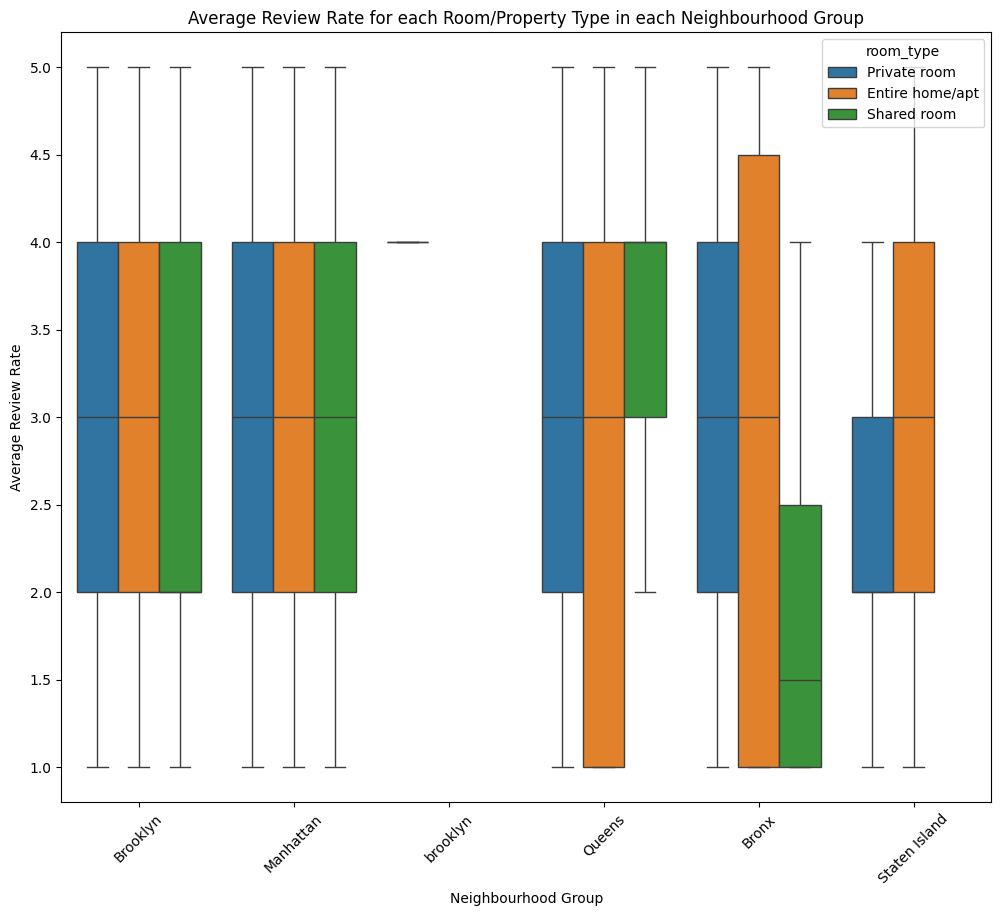 Average Review Rate for each Room/Property Type in each Neighbourhood Group
room_type
Private room
Entire home/apt
Shared room
Average Review Rate
5.0
4.5
4.0
3.5
3.0
2.5
2.0
1.5
1.0
Brooklyn
Manhattan
brooklyn
Queens
Bronx
Staten Island
Neighbourhood Group